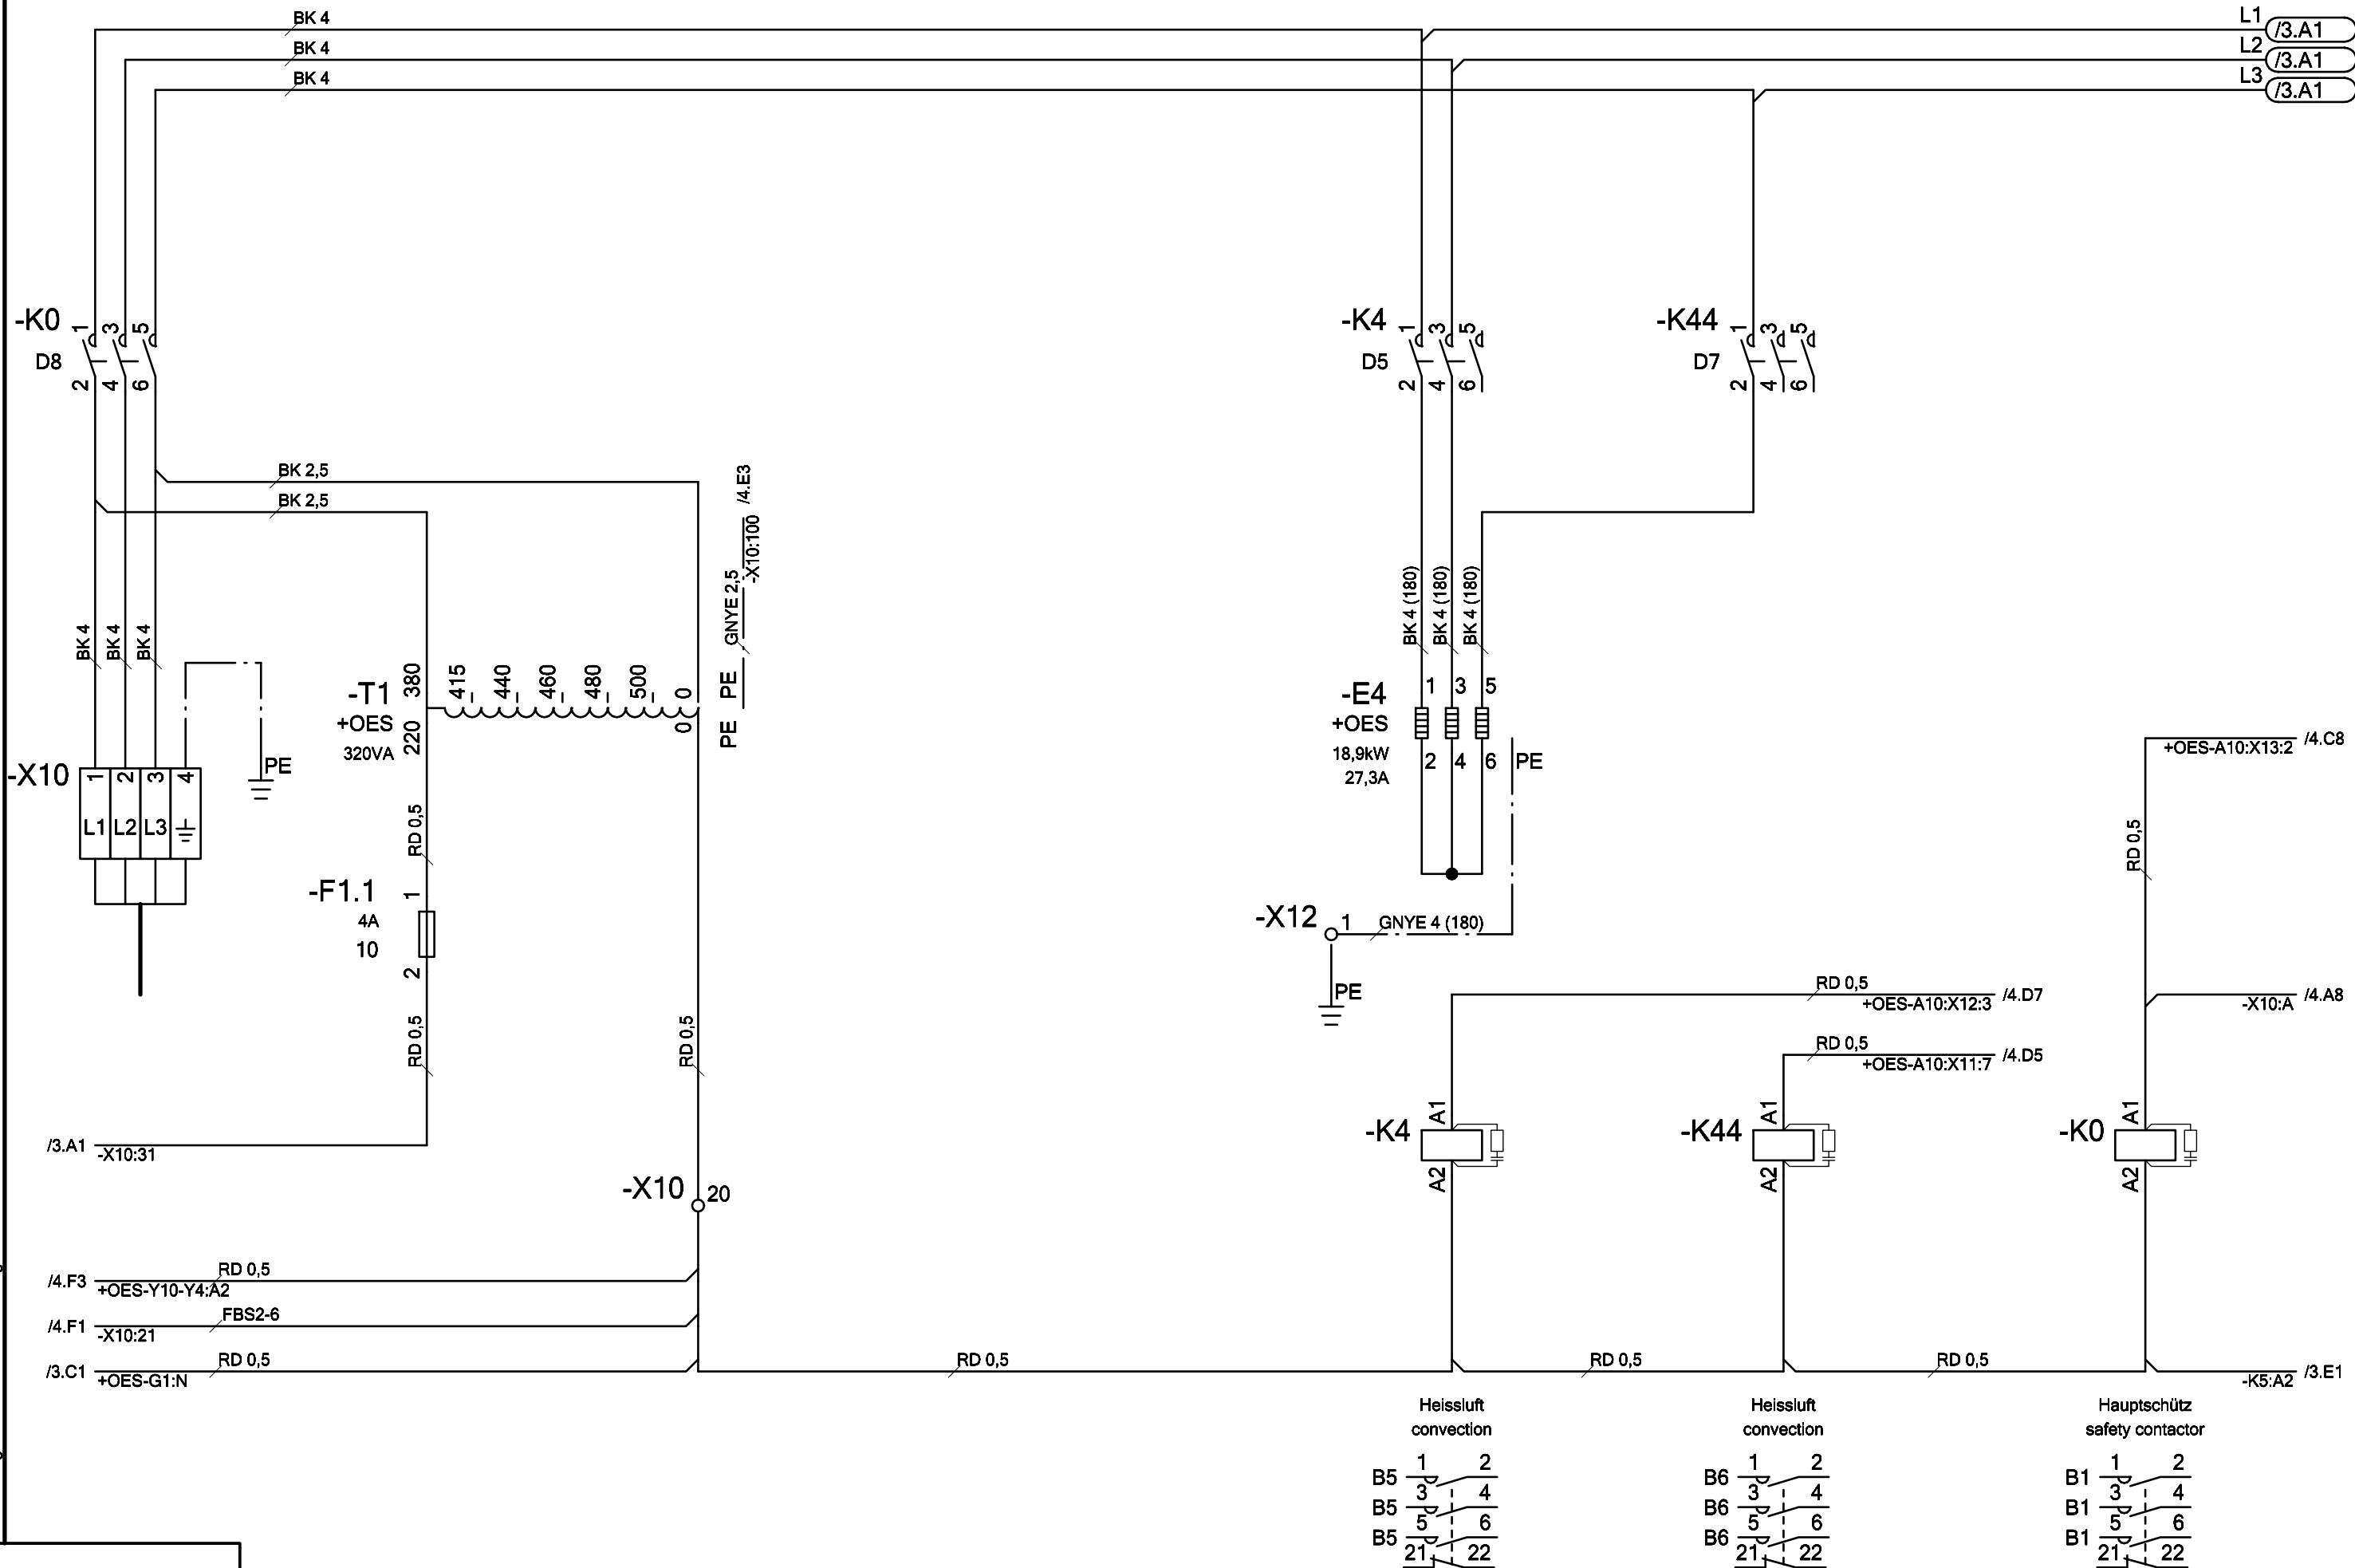 BK 4
BK 4
BK 4
L1 /3.A1
L2 /3.A1
L3 /3.A1
-K0 1 3 5
D8
2 4 6
-K4 1 3 5
D5
2 4 6
-K44 1 3 5
D7
2 4 6
BK 2,5
BK 2,5
/4.E3
-X10:100
GNYE 2,5
BK 4 BK 4 BK 4
BK 4 (180) BK 4 (180) BK 4 (180)
-T1 380 415 440 460 480 500 0 PE
+OES 220 0 PE
320VA
-E4 1 3 5
+OES
18,9kW 2 4 6 PE
27,3A
-X10 1 2 3 4 PE
L1 L2 L3
RD 0,5
-F1.1 1
4A
10
2
RD 0,5
RD 0,5
-X12 1 GNYE 4 (180)
PE
+OES-A10:X13:2 /4.C8
RD 0,5
-X10:A /4.A8
RD 0,5
+OES-A10:X12:3 /4.D7
RD 0,5
+OES-A10:X11:7 /4.D5
-K4 A1 A2
-K44 A1 A2
-K0 A1 A2
/3.A1 -X10:31
-X10 20
/4.F3 RD 0,5
+OES-Y10-Y4:A2
/4.F1 FBS2-6
-X10:21
/3.C1 RD 0,5
+OES-G1:N
RD 0,5 RD 0,5 RD 0,5
-K5:A2 /3.E1
Heissluft
convection
B5 1 2
B5 3 4
B5 5 6
21 22
Heissluft
convection
B6 1 2
B6 3 4
B6 5 6
21 22
Hauptschütz
safety contactor
B1 1 2
B1 3 4
B1 5 6
21 22